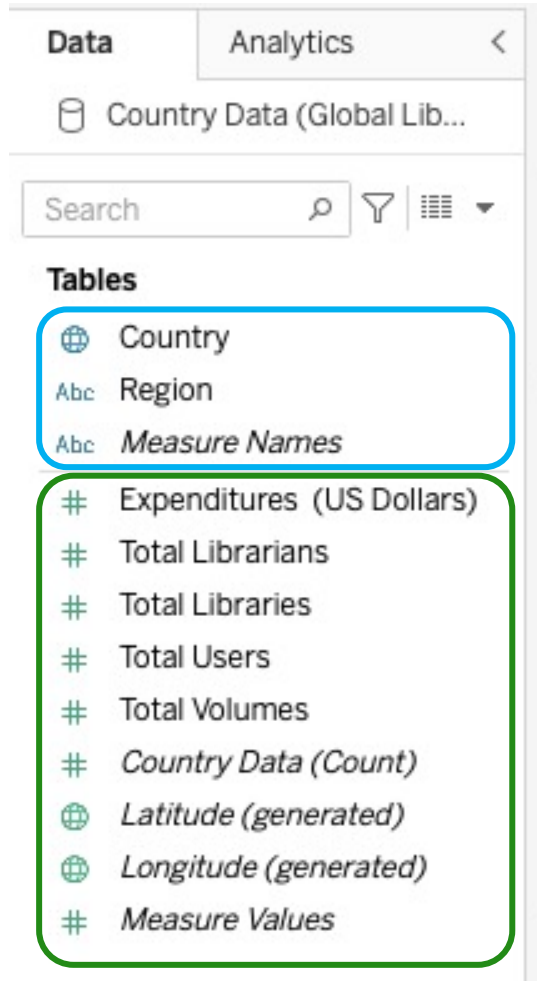 Data Analytics
Country Data (Global Lib...
Search
Tables
Country
Abc Region
Abc Measure Names
# Expenditures (US Dollars)
# Total Librarians
# Total Libraries
# Total Users
# Total Volumes
# Country Data (Count)
Latitude (generated)
Longitude (generated)
# Measure Values